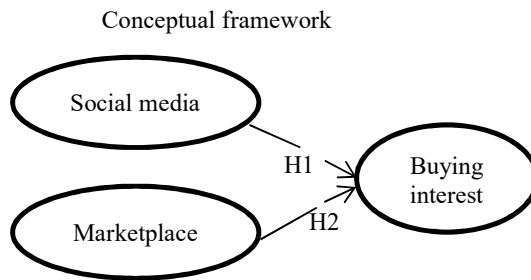 Conceptual framework
Social media
H1
Buying
interest
H2
Marketplace